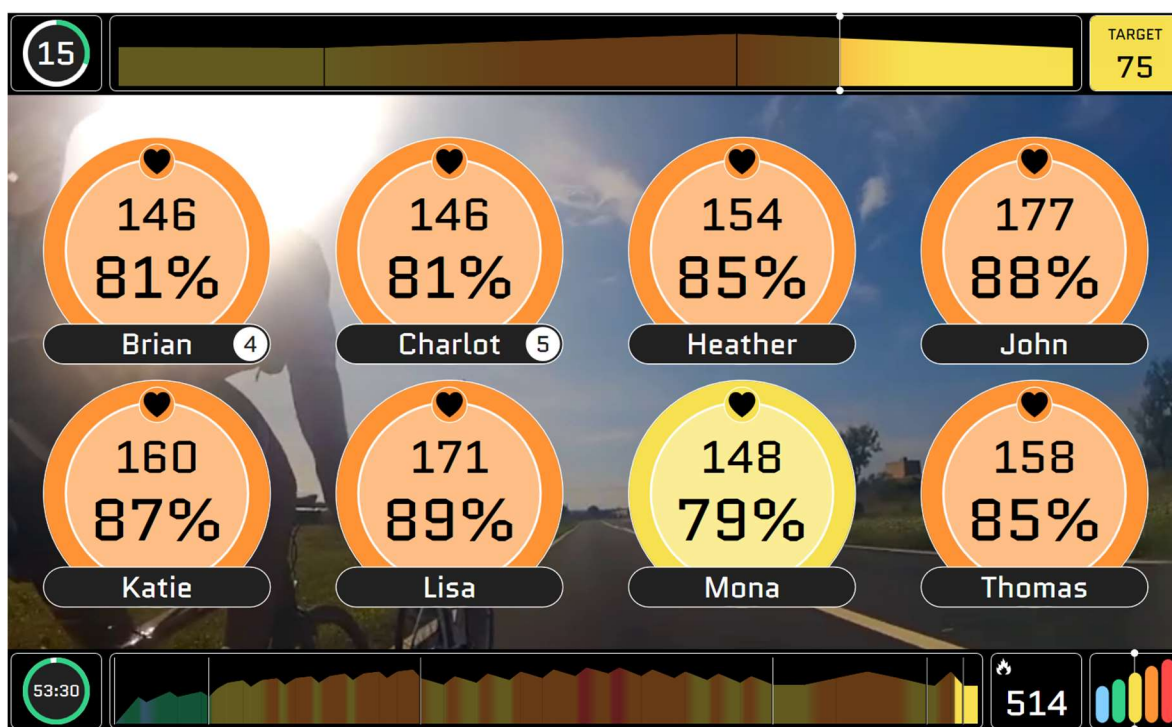 15
TARGET
75
146
81%
Brian 4
146
81%
Charlot 5
154
85%
Heather
177
88%
John
160
87%
Katie
171
89%
Lisa
148
79%
Mona
158
85%
Thomas
53:30
514